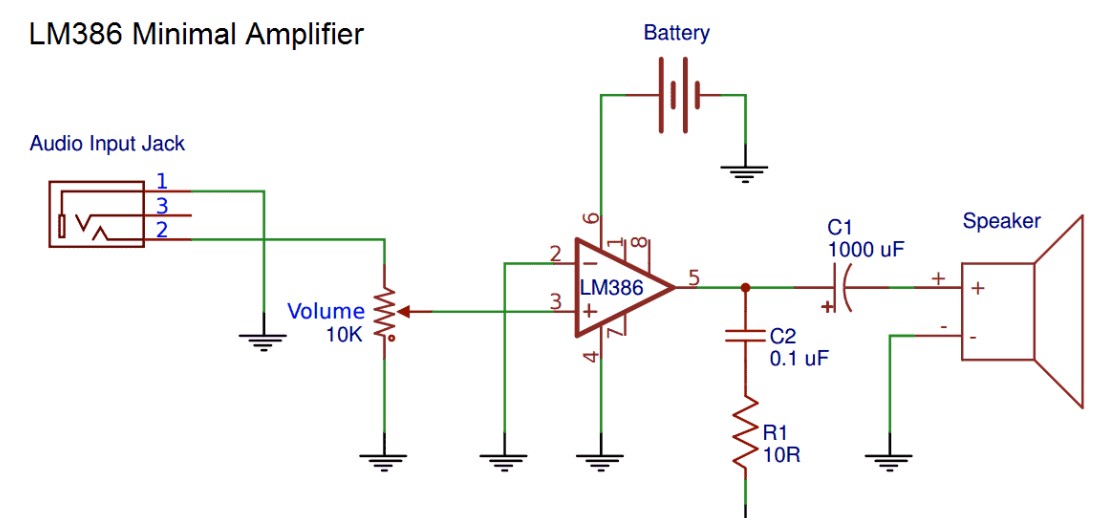 LM386 Minimal Amplifier
Battery
Audio Input Jack
1
3
2
Volume
10K
6
1
8
2
3
LM386
5
4
7
C1
1000 uF
+
C2
0.1 uF
R1
10R
Speaker
+
+
-
-